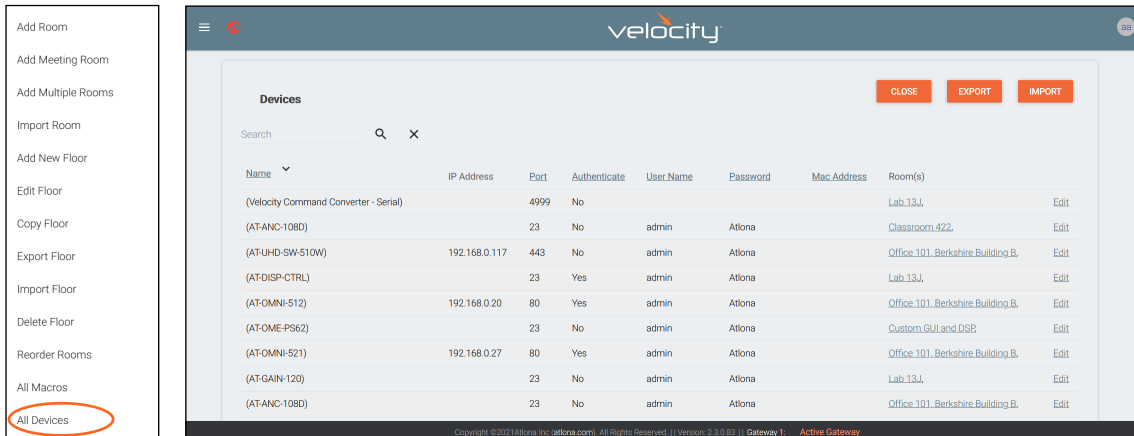 Add Room
Add Meeting Room
Add Multiple Rooms
Import Room
Add New Floor
Edit Floor
Copy Floor
Export Floor
Import Floor
Delete Floor
Reorder Rooms
All Macros
All Devices
velocity
aa
Devices CLOSE EXPORT IMPORT
Search
Name IP Address Port Authenticate User Name Password Mac Address Room(s)
(Velocity Command Converter - Serial) 4999 No Lab 13J, Edit
(AT-ANC-108D) 23 No admin Atlona Classroom 422, Edit
(AT-UHD-SW-510W) 192.168.0.117 443 No admin Atlona Office 101, Berkshire Building B, Edit
(AT-DISP-CTRL) 23 Yes admin Atlona Lab 13J, Edit
(AT-OMNI-512) 192.168.0.20 80 Yes admin Atlona Office 101, Berkshire Building B, Edit
(AT-OME-PS62) 23 No admin Atlona Custom GUI and DSP, Edit
(AT-OMNI-521) 192.168.0.27 80 Yes admin Atlona Office 101, Berkshire Building B, Edit
(AT-GAIN-120) 23 No admin Atlona Lab 13J, Edit
(AT-ANC-108D) 23 No admin Atlona Office 101, Berkshire Building B, Edit
Copyright ©2021Atlona Inc (atlona.com). All Rights Reserved. | | Version: 2.3.0.83 | | Gateway 1: Active Gateway